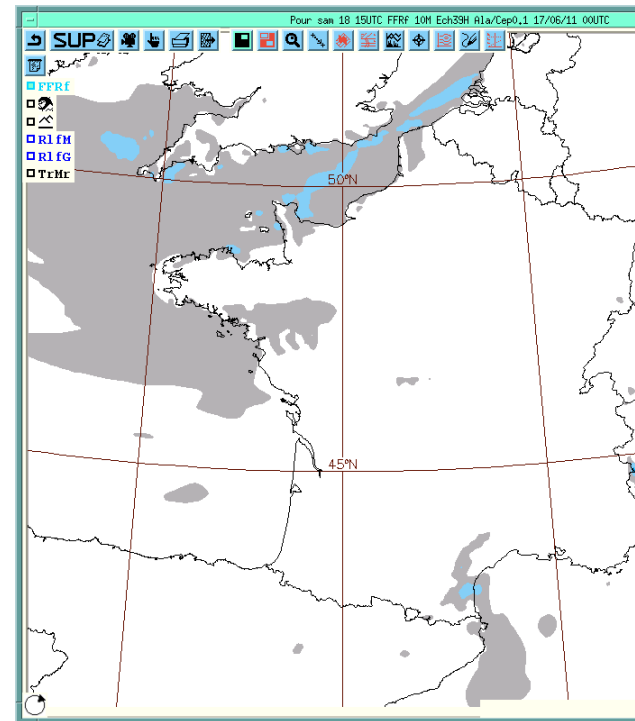 Pour sam 18 15UTC FFRf 10M Ech39H Ala/Cep0,1 17/06/11 00UTC
SUP
FFRf
RlfM
RlfG
TrMr
50°N
45°N